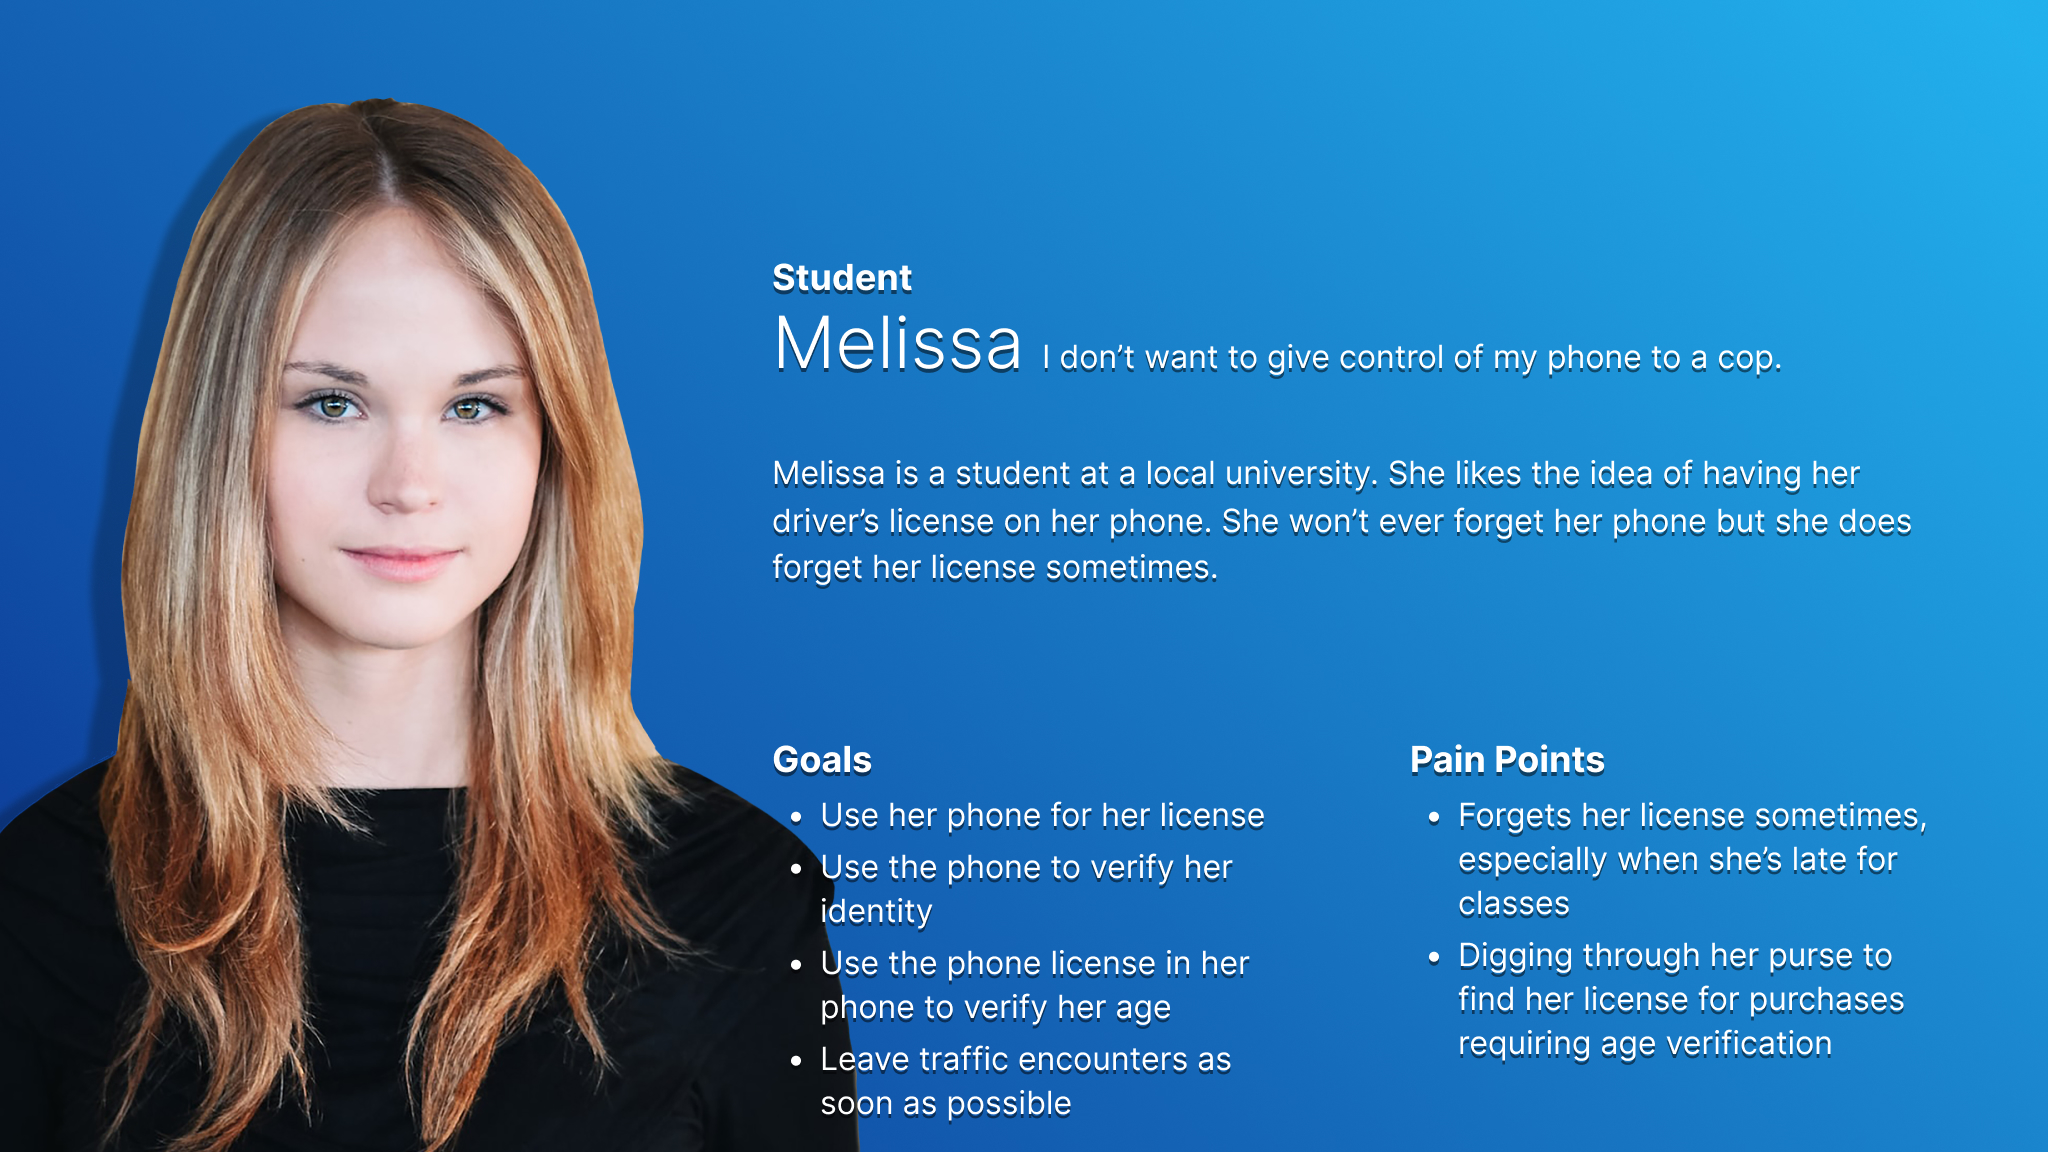 Student
Melissa I don’t want to give control of my phone to a cop.
Melissa is a student at a local university. She likes the idea of having her
driver’s license on her phone. She won’t ever forget her phone but she does
forget her license sometimes.
Goals
• Use her phone for her license
• Use the phone to verify her
identity
• Use the phone license in her
phone to verify her age
• Leave traffic encounters as
soon as possible
Pain Points
• Forgets her license sometimes,
especially when she’s late for
classes
• Digging through her purse to
find her license for purchases
requiring age verification